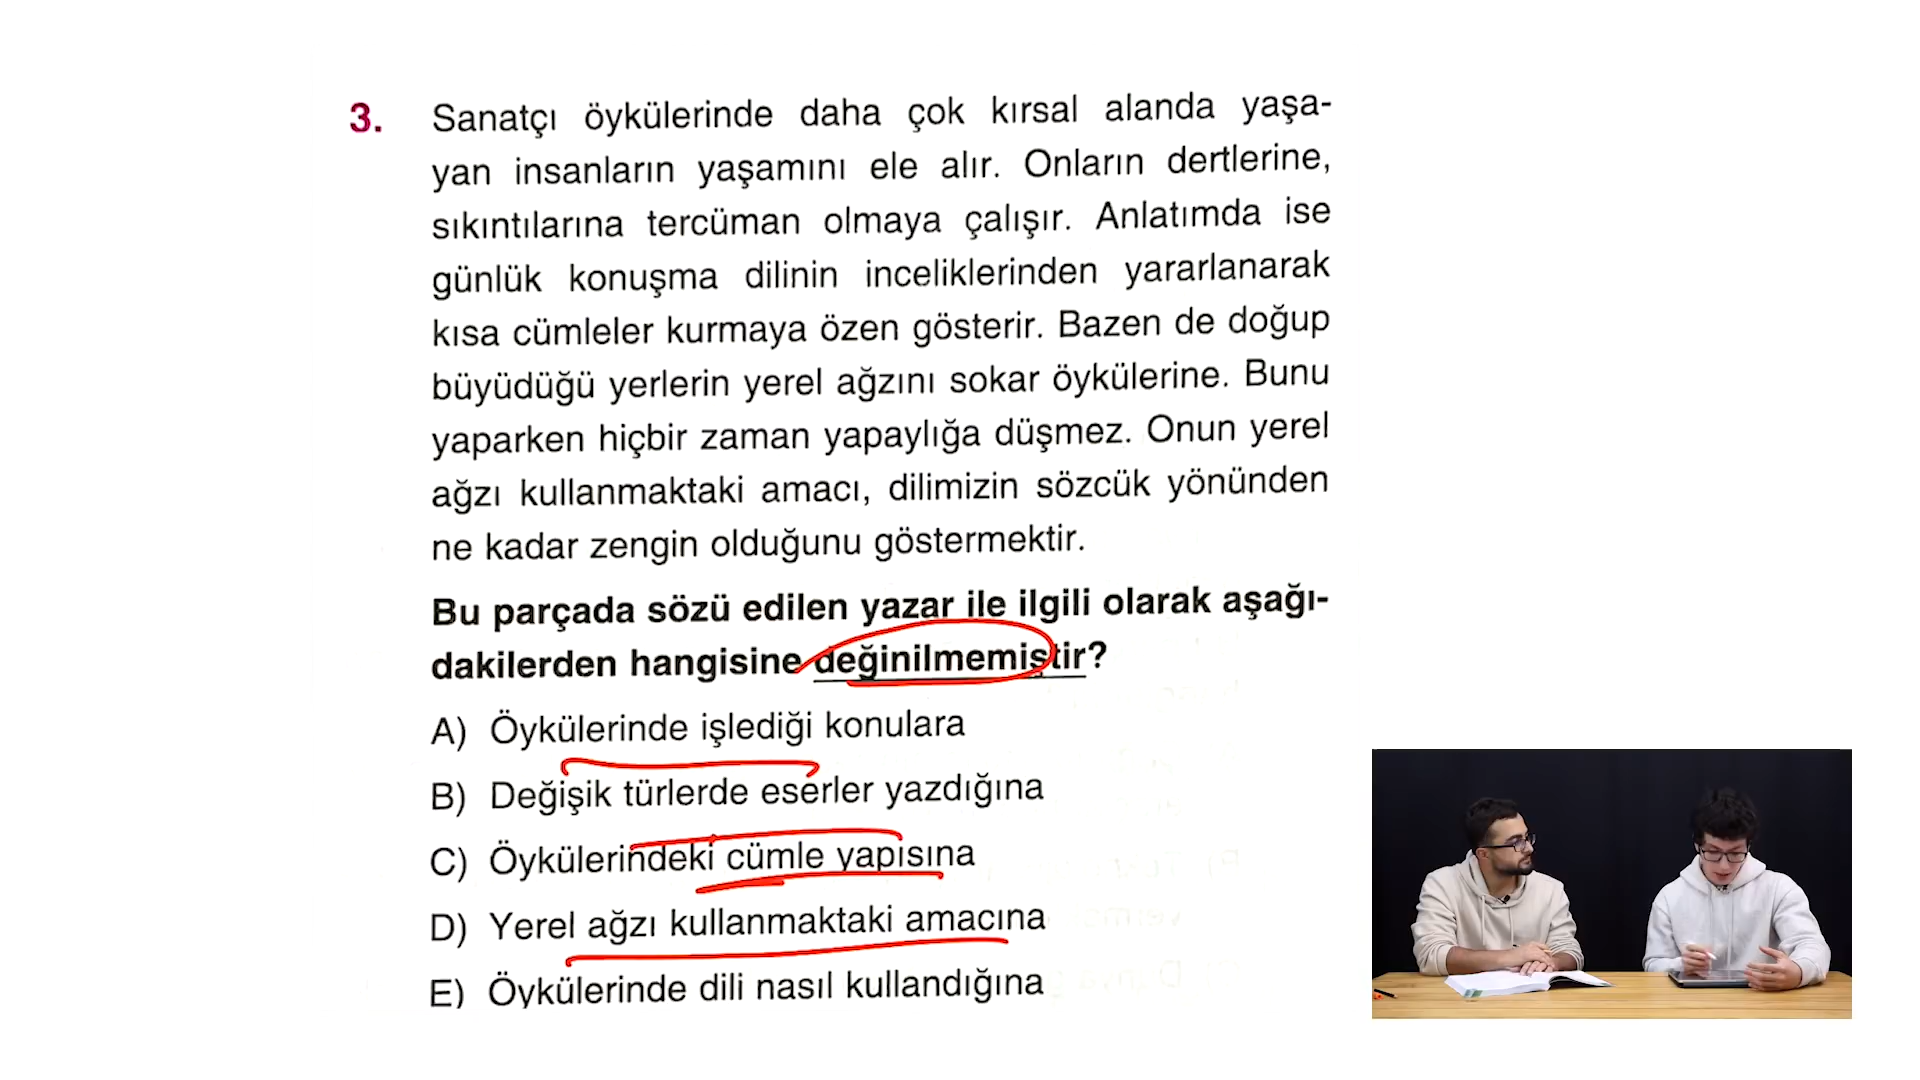 3. Sanatçı öykülerinde daha çok kırsal alanda yaşa-
yan insanların yaşamını ele alır. Onların dertlerine,
sıkıntılarına tercüman olmaya çalışır. Anlatımda ise
günlük konuşma dilinin inceliklerinden yararlanarak
kısa cümleler kurmaya özen gösterir. Bazen de doğup
büyüdüğü yerlerin yerel ağzını sokar öykülerine. Bunu
yaparken hiçbir zaman yapaylığa düşmez. Onun yerel
ağzı kullanmaktaki amacı, dilimizin sözcük yönünden
ne kadar zengin olduğunu göstermektir.
Bu parçada sözü edilen yazar ile ilgili olarak aşağı-
dakilerden hangisine değinilmemiştir?
A) Öykülerinde işlediği konulara
B) Değişik türlerde eserler yazdığına
C) Öykülerindeki cümle yapısına
D) Yerel ağzı kullanmaktaki amacına
E) Öykülerinde dili nasıl kullandığına